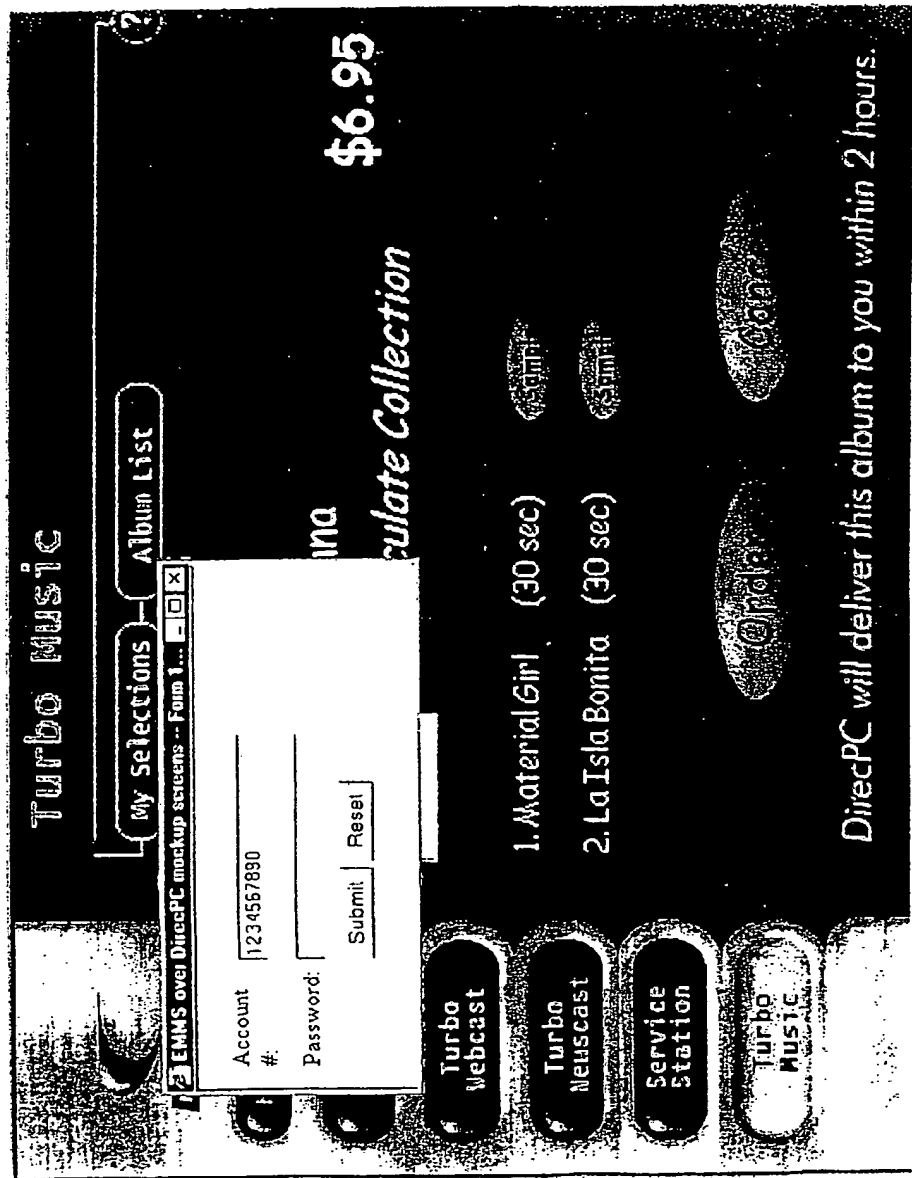 Turbo Music
?
My Selections
Album List
EMMS over DirecPC mockup screens -- Form 1...
Account
#:
1234567890
Password:
Submit
Reset
nna
culate Collection
$6.95
1. Material Girl (30 sec)
2. La Isla Bonita (30 sec)
DirecPC will deliver this album to you within 2 hours.
Turbo
Webcast
Turbo
Newscast
Service
Station
Turbo
Music